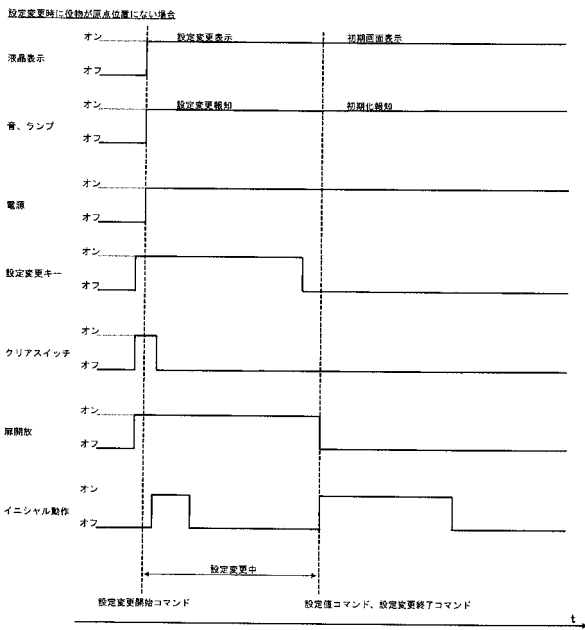 設定変更時に役物が原点位置にない場合
オン
設定変更表示
初期画面表示
液晶表示
オフ
オン
設定変更報知
初期化報知
音、ランプ
オフ
オン
電源
オフ
オン
設定変更キー
オフ
オン
クリアスイッチ
オフ
オン
扉開放
オフ
オン
イニシャル動作
オフ
設定変更中
設定変更開始コマンド
設定値コマンド、設定変更終了コマンド
t